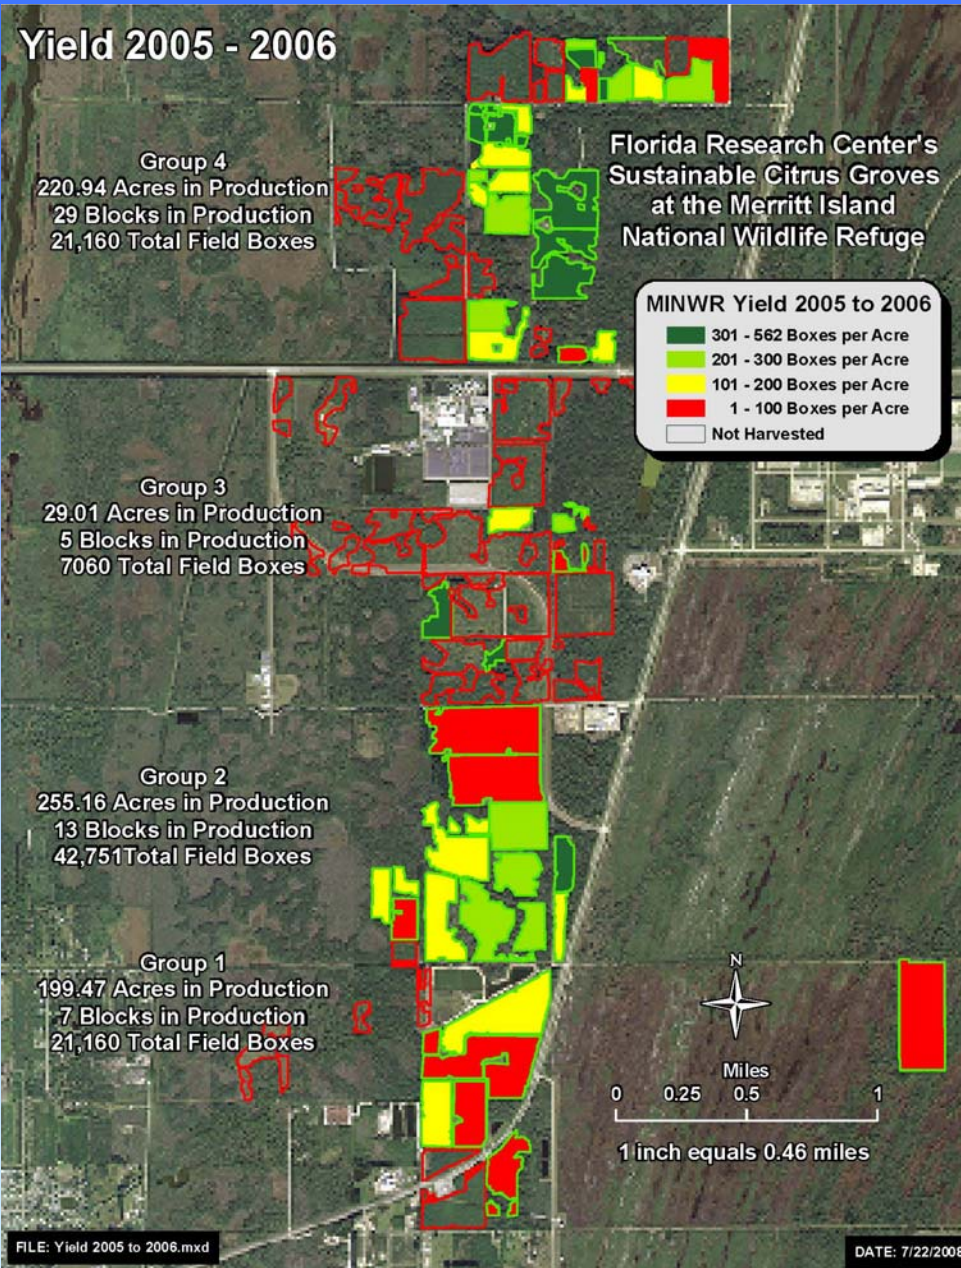 Yield 2005 - 2006
Florida Research Center's
Sustainable Citrus Groves
at the Merritt Island
National Wildlife Refuge
Group 4
220.94 Acres in Production
29 Blocks in Production
21,160 Total Field Boxes
MINWR Yield 2005 to 2006
301 - 562 Boxes per Acre
201 - 300 Boxes per Acre
101 - 200 Boxes per Acre
1 - 100 Boxes per Acre
Not Harvested
Group 3
29.01 Acres in Production
5 Blocks in Production
7060 Total Field Boxes
Group 2
255.16 Acres in Production
13 Blocks in Production
42,751Total Field Boxes
Group 1
199.47 Acres in Production
7 Blocks in Production
21,160 Total Field Boxes
N
Miles
0 0.25 0.5 1
1 inch equals 0.46 miles
FILE: Yield 2005 to 2006.mxd
DATE: 7/22/2008